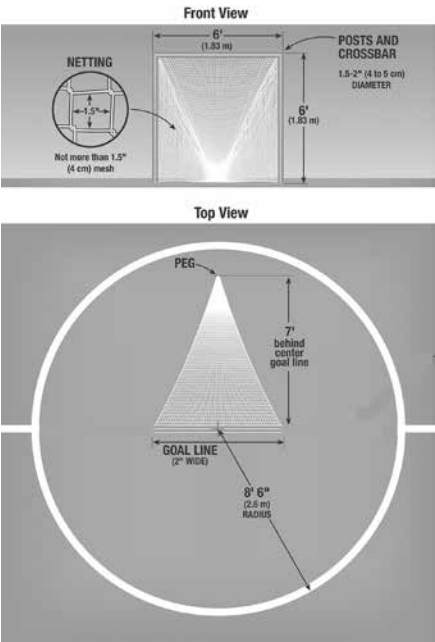 Front View
6'
(1.83 m)
POSTS AND
CROSSBAR
1.5-2" (4 to 5 cm)
DIAMETER
NETTING
1.5"
6'
(1.83 m)
Not more than 1.5"
(4 cm) mesh
Top View
PEG
7'
behind
center
goal line
GOAL LINE
(2" WIDE)
8' 6"
(2.6 m)
RADIUS